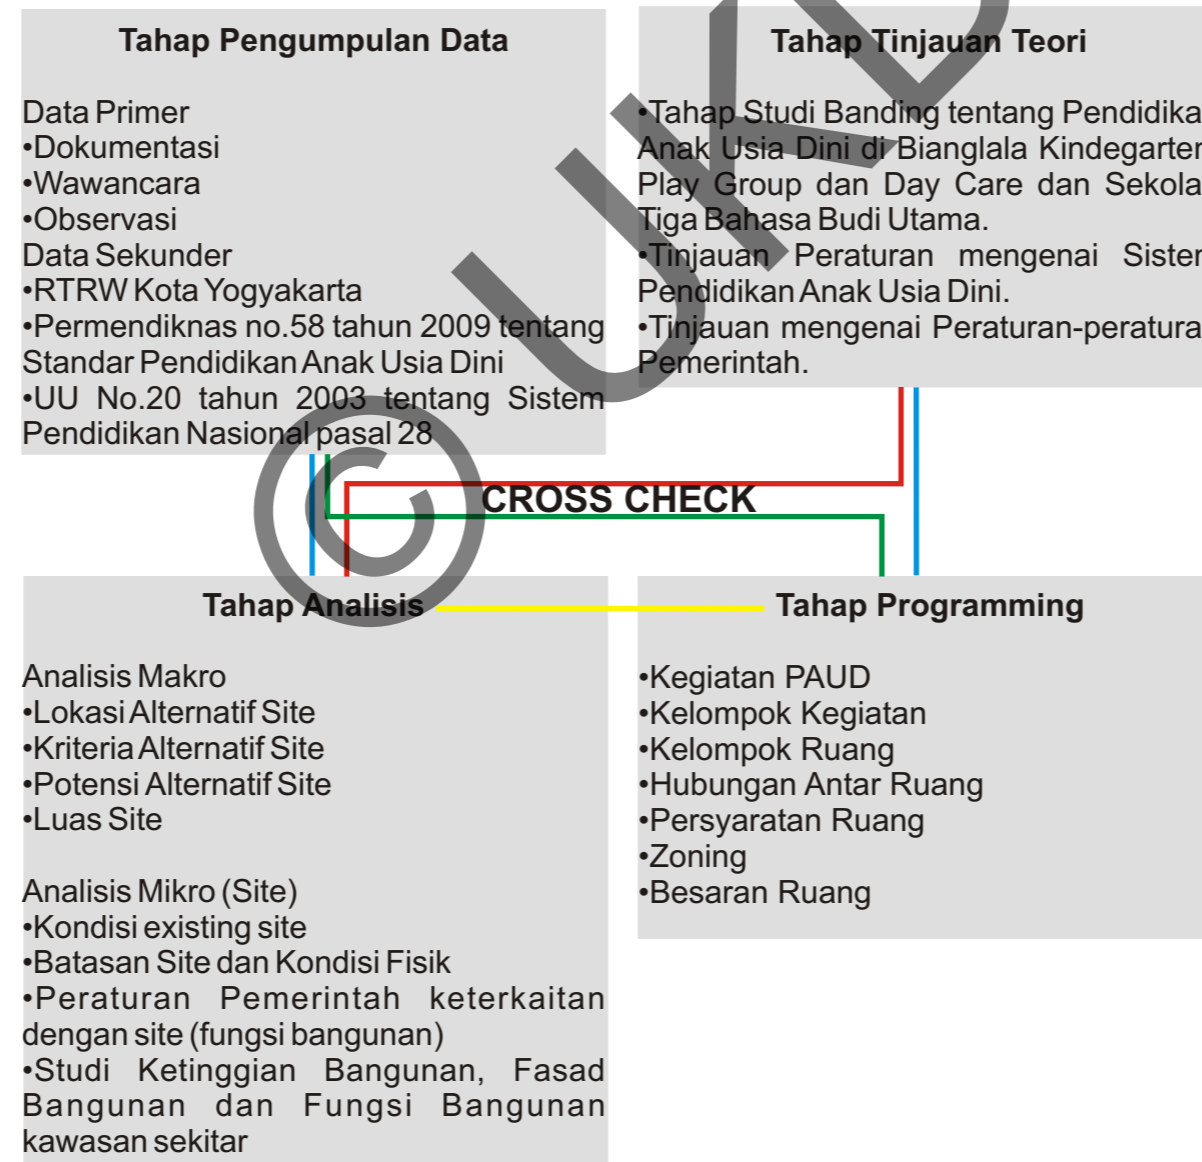 Tahap Pengumpulan Data
Data Primer
•Dokumentasi
•Wawancara
•Observasi
Data Sekunder
•RTRW Kota Yogyakarta
•Permendiknas no.58 tahun 2009 tentang
Standar Pendidikan Anak Usia Dini
•UU No.20 tahun 2003 tentang Sistem
Pendidikan Nasional pasal 28
Tahap Tinjauan Teori
•Tahap Studi Banding tentang Pendidika
Anak Usia Dini di Bianglala Kindegarten
Play Group dan Day Care dan Sekola
Tiga Bahasa Budi Utama.
•Tinjauan Peraturan mengenai Sistem
Pendidikan Anak Usia Dini.
•Tinjauan mengenai Peraturan-peratura
Pemerintah.
CROSS CHECK
Tahap Analisis
Analisis Makro
•Lokasi Alternatif Site
•Kriteria Alternatif Site
•Potensi Alternatif Site
•Luas Site
Analisis Mikro (Site)
•Kondisi existing site
•Batasan Site dan Kondisi Fisik
•Peraturan Pemerintah keterkaitan
dengan site (fungsi bangunan)
•Studi Ketinggian Bangunan, Fasad
Bangunan dan Fungsi Bangunan
kawasan sekitar
Tahap Programming
•Kegiatan PAUD
•Kelompok Kegiatan
•Kelompok Ruang
•Hubungan Antar Ruang
•Persyaratan Ruang
•Zoning
•Besaran Ruang
© UKD